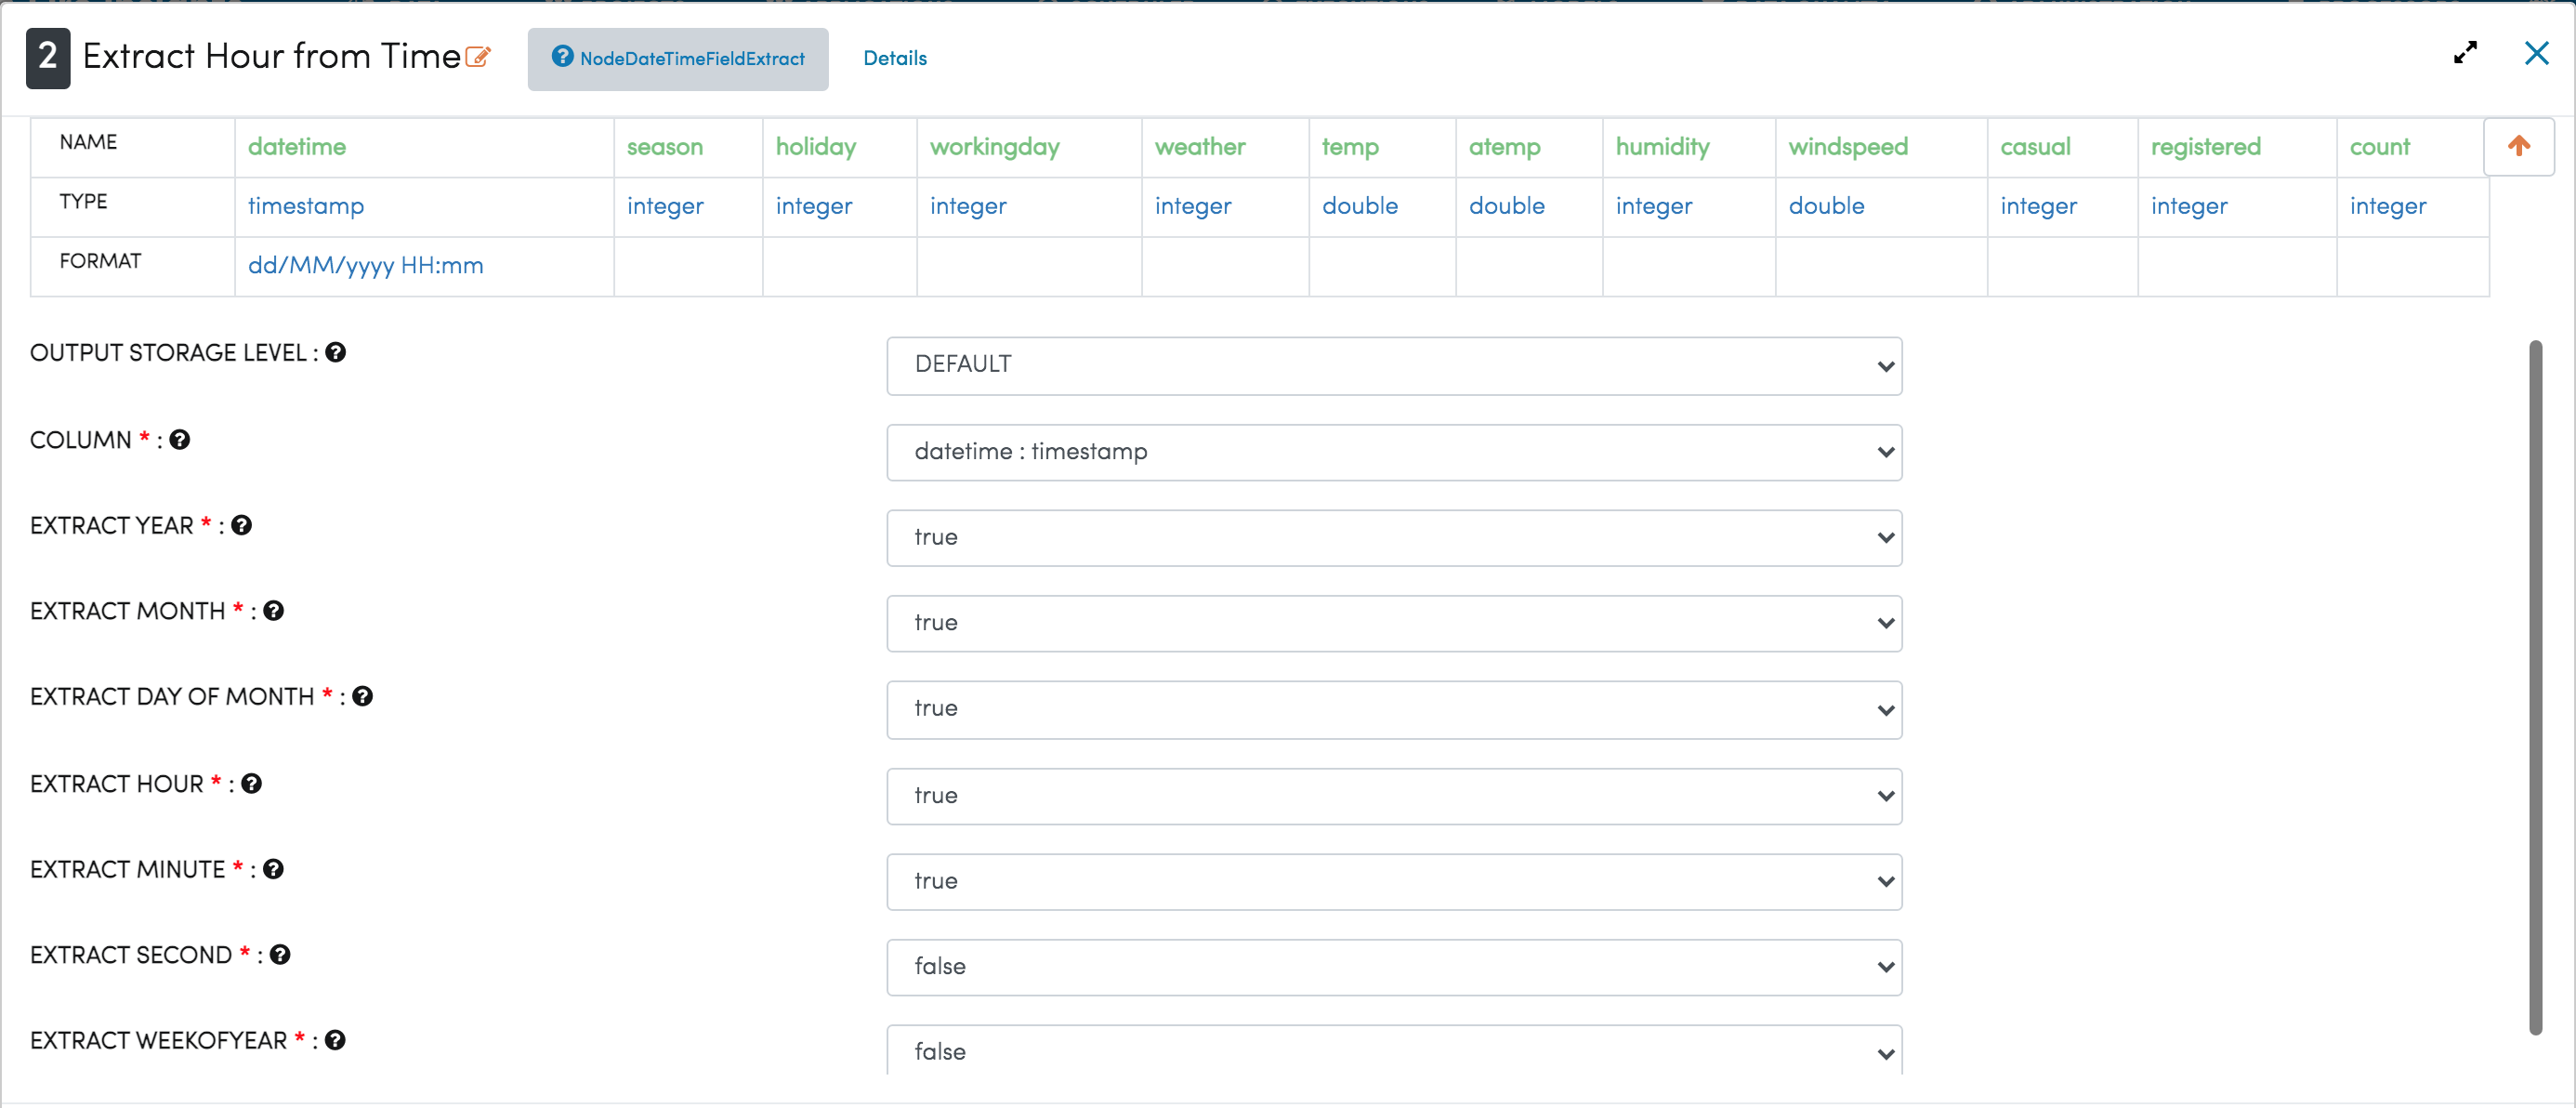 2 Extract Hour from Time NodeDateTimeFieldExtract Details
NAME datetime season holiday workingday weather temp atemp humidity windspeed casual registered count
TYPE timestamp integer integer integer integer double double integer double integer integer integer
FORMAT dd/MM/yyyy HH:mm
OUTPUT STORAGE LEVEL : DEFAULT
COLUMN * : datetime : timestamp
EXTRACT YEAR * : true
EXTRACT MONTH * : true
EXTRACT DAY OF MONTH * : true
EXTRACT HOUR * : true
EXTRACT MINUTE * : true
EXTRACT SECOND * : false
EXTRACT WEEKOFYEAR * : false